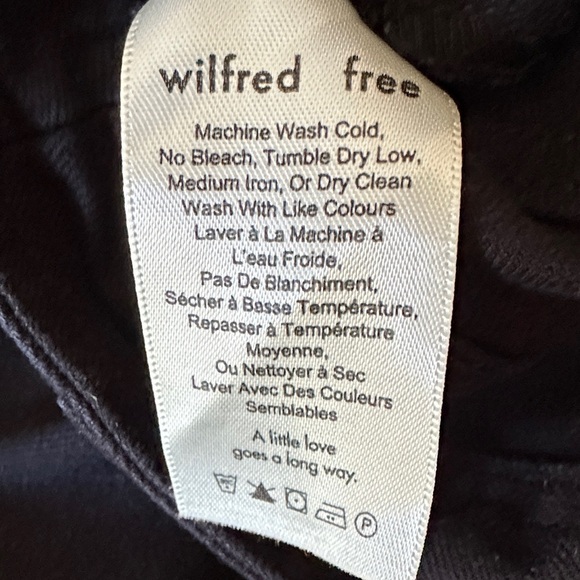 wilfred free
Machine Wash Cold,
No Bleach, Tumble Dry Low,
Medium Iron, Or Dry Clean
Wash With Like Colours
Laver à La Machine à
L'eau Froide,
Pas De Blanchiment,
Sécher à Basse Température,
Repasser à Température
Moyenne,
Ou Nettoyer à Sec
Laver Avec Des Couleurs
Semblables
A little love
goes a long way.
P